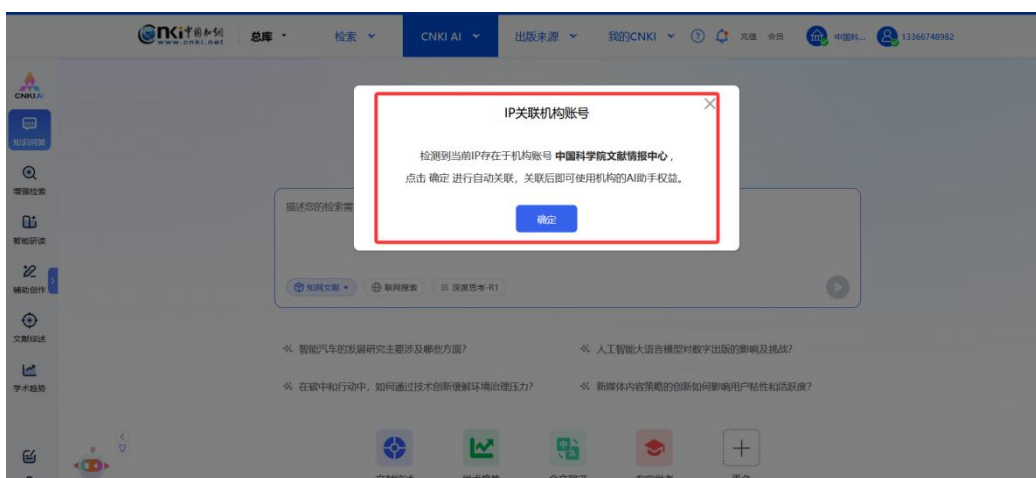 CNKI中国知网
www.cnki.net
总库
检索
CNKI AI
出版来源
我的CNKI
充值
会员
中国科...
13366748982
CNKI AI
知识问答
增强检索
智能研读
辅助创作
文献综述
学术趋势
IP关联机构账号
检测到当前IP存在于机构账号 中国科学院文献情报中心，
点击 确定 进行自动关联，关联后即可使用机构的AI助手权益。
确定
描述您的检索需
知网文献
联网搜索
深度思考-R1
智能汽车的发展研究主要涉及哪些方面？
人工智能大语言模型对数字出版的影响及挑战？
在碳中和行动中，如何通过技术创新缓解环境治理压力？
新媒体内容策略的创新如何影响用户粘性和活跃度？